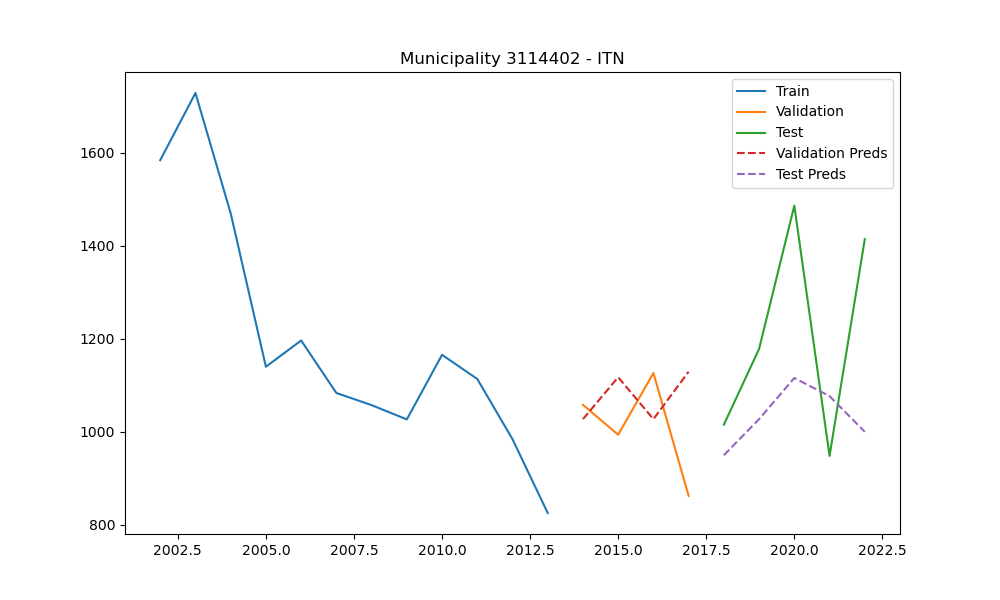 Municipality 3114402 - ITN
Train
Validation
Test
Validation Preds
Test Preds
1600
1400
1200
1000
800
2002.5 2005.0 2007.5 2010.0 2012.5 2015.0 2017.5 2020.0 2022.5